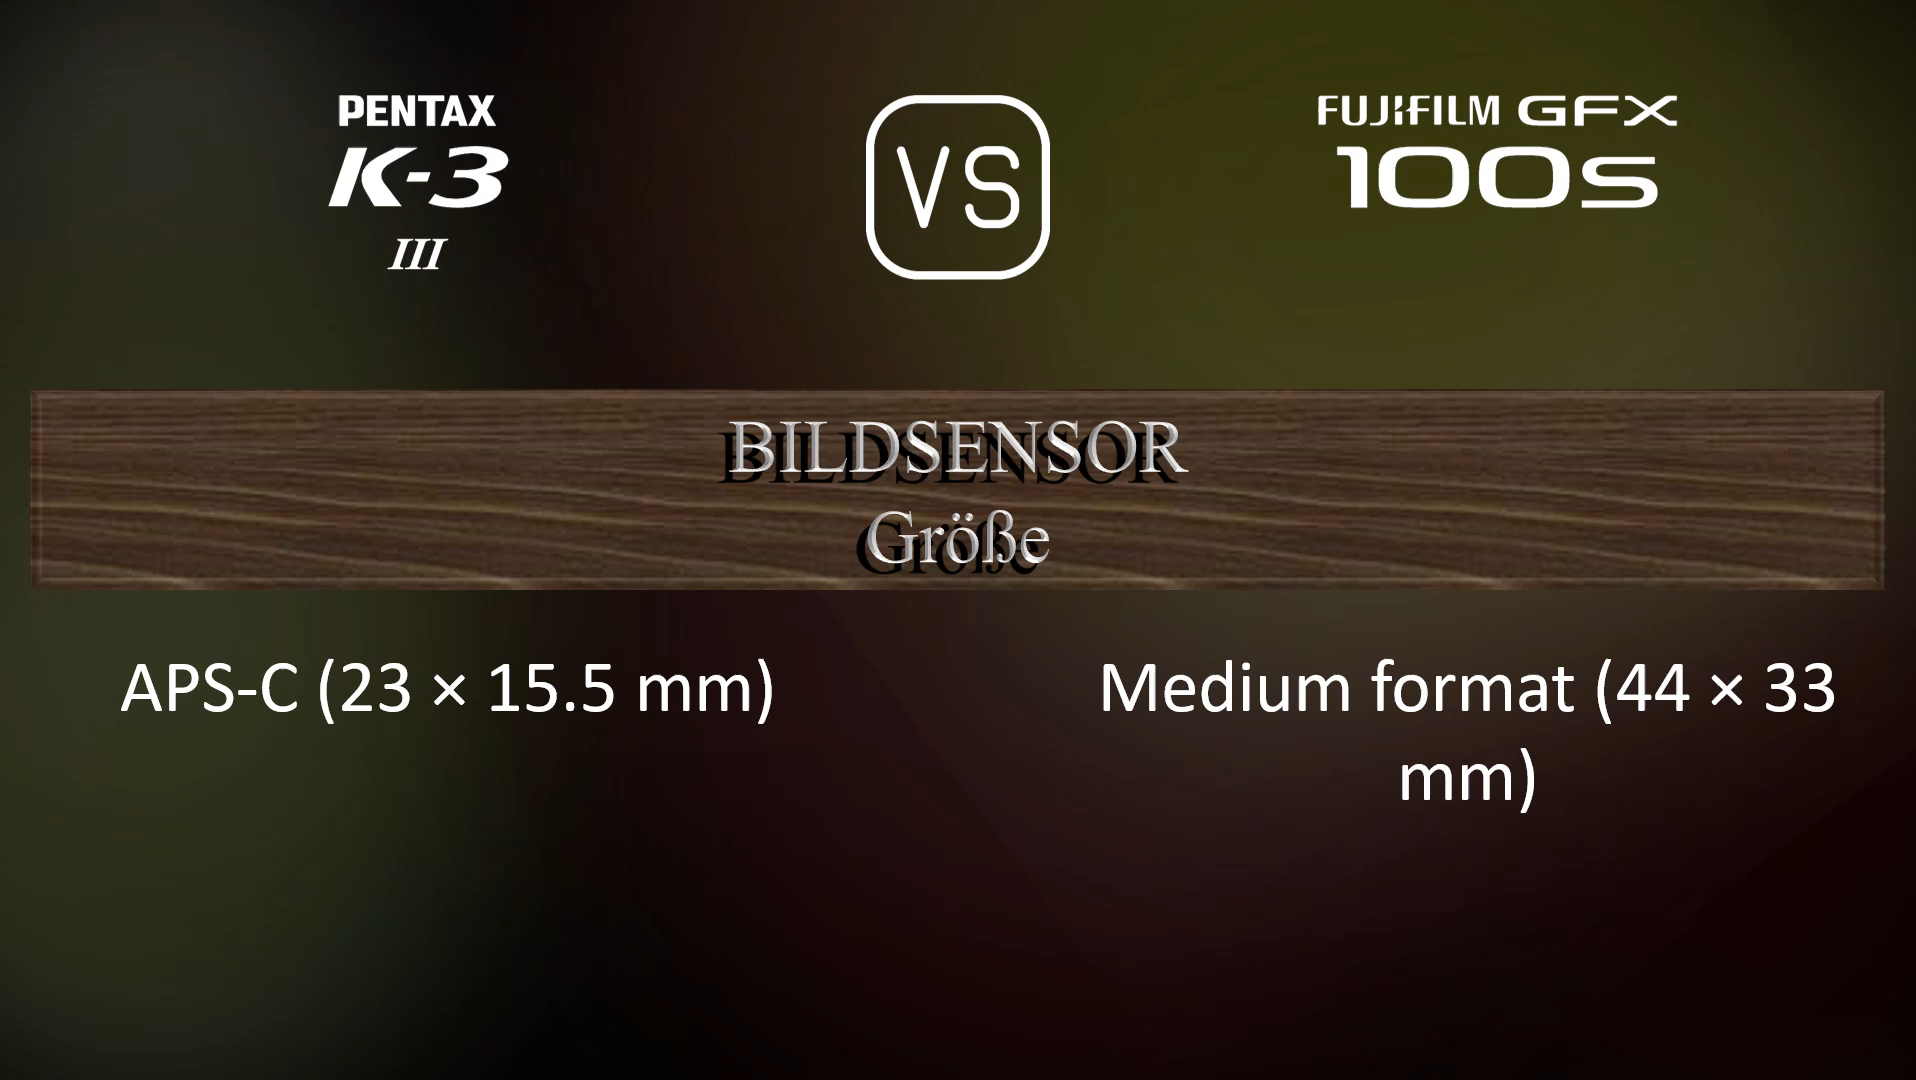 PENTAX
K-3
III
VS
FUJIFILM GFX
100S
BILDSENSOR
Größe
APS-C (23 × 15.5 mm)
Medium format (44 × 33
mm)